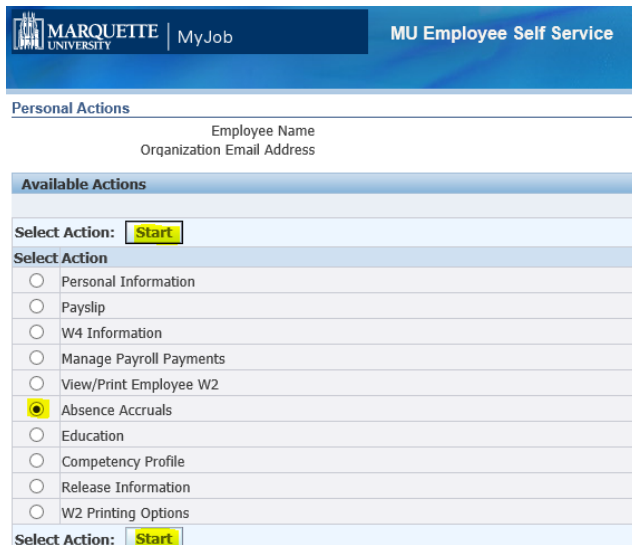 MARQUETTE UNIVERSITY | MyJob
MU Employee Self Service
Personal Actions
Employee Name
Organization Email Address
Available Actions
Select Action: Start
Select Action
Personal Information
Payslip
W4 Information
Manage Payroll Payments
View/Print Employee W2
Absence Accruals
Education
Competency Profile
Release Information
W2 Printing Options
Select Action: Start